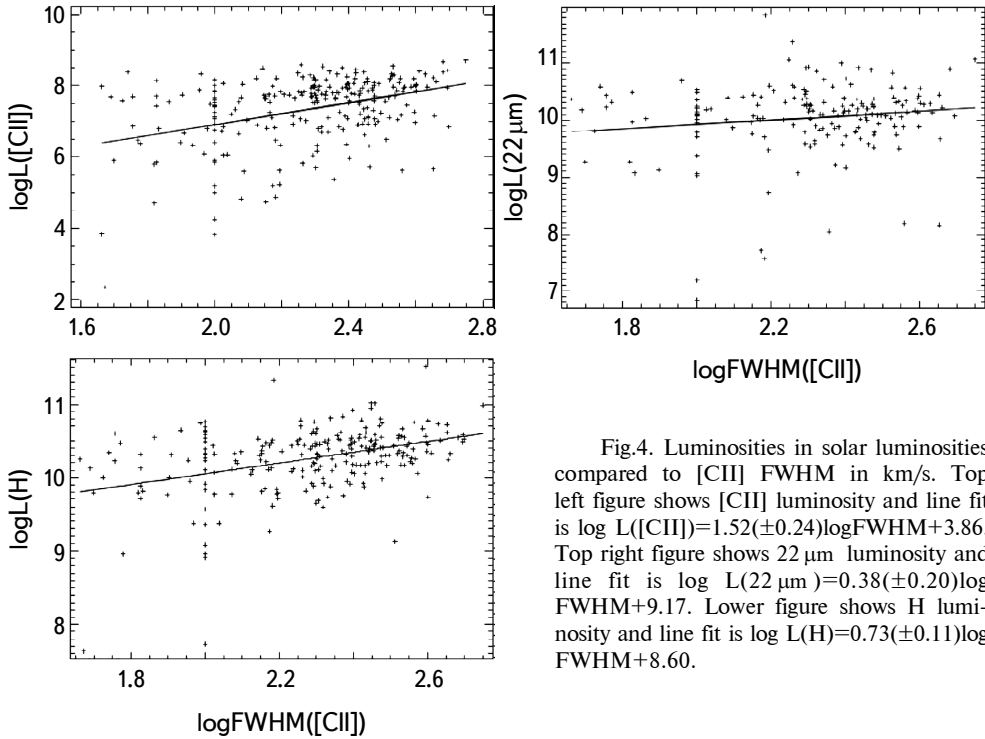 10
8
6
4
2
logL([CII])
1.6 2.0 2.4 2.8
11
10
9
8
7
logL(22 μm)
1.8 2.2 2.6
logFWHM([CII])
11
10
9
8
logL(H)
1.8 2.2 2.6
logFWHM([CII])
Fig.4. Luminosities in solar luminosities
compared to [CII] FWHM in km/s. Top
left figure shows [CII] luminosity and line fit
is log L([CII])=1.52(±0.24)logFWHM+3.86.
Top right figure shows 22 μm luminosity and
line fit is log L(22 μm)=0.38(±0.20)log
FWHM+9.17. Lower figure shows H lumi-
nosity and line fit is log L(H)=0.73(±0.11)log
FWHM+8.60.